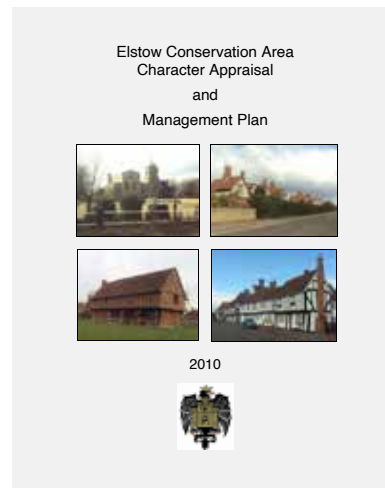 Elstow Conservation Area
Character Appraisal
and
Management Plan
2010